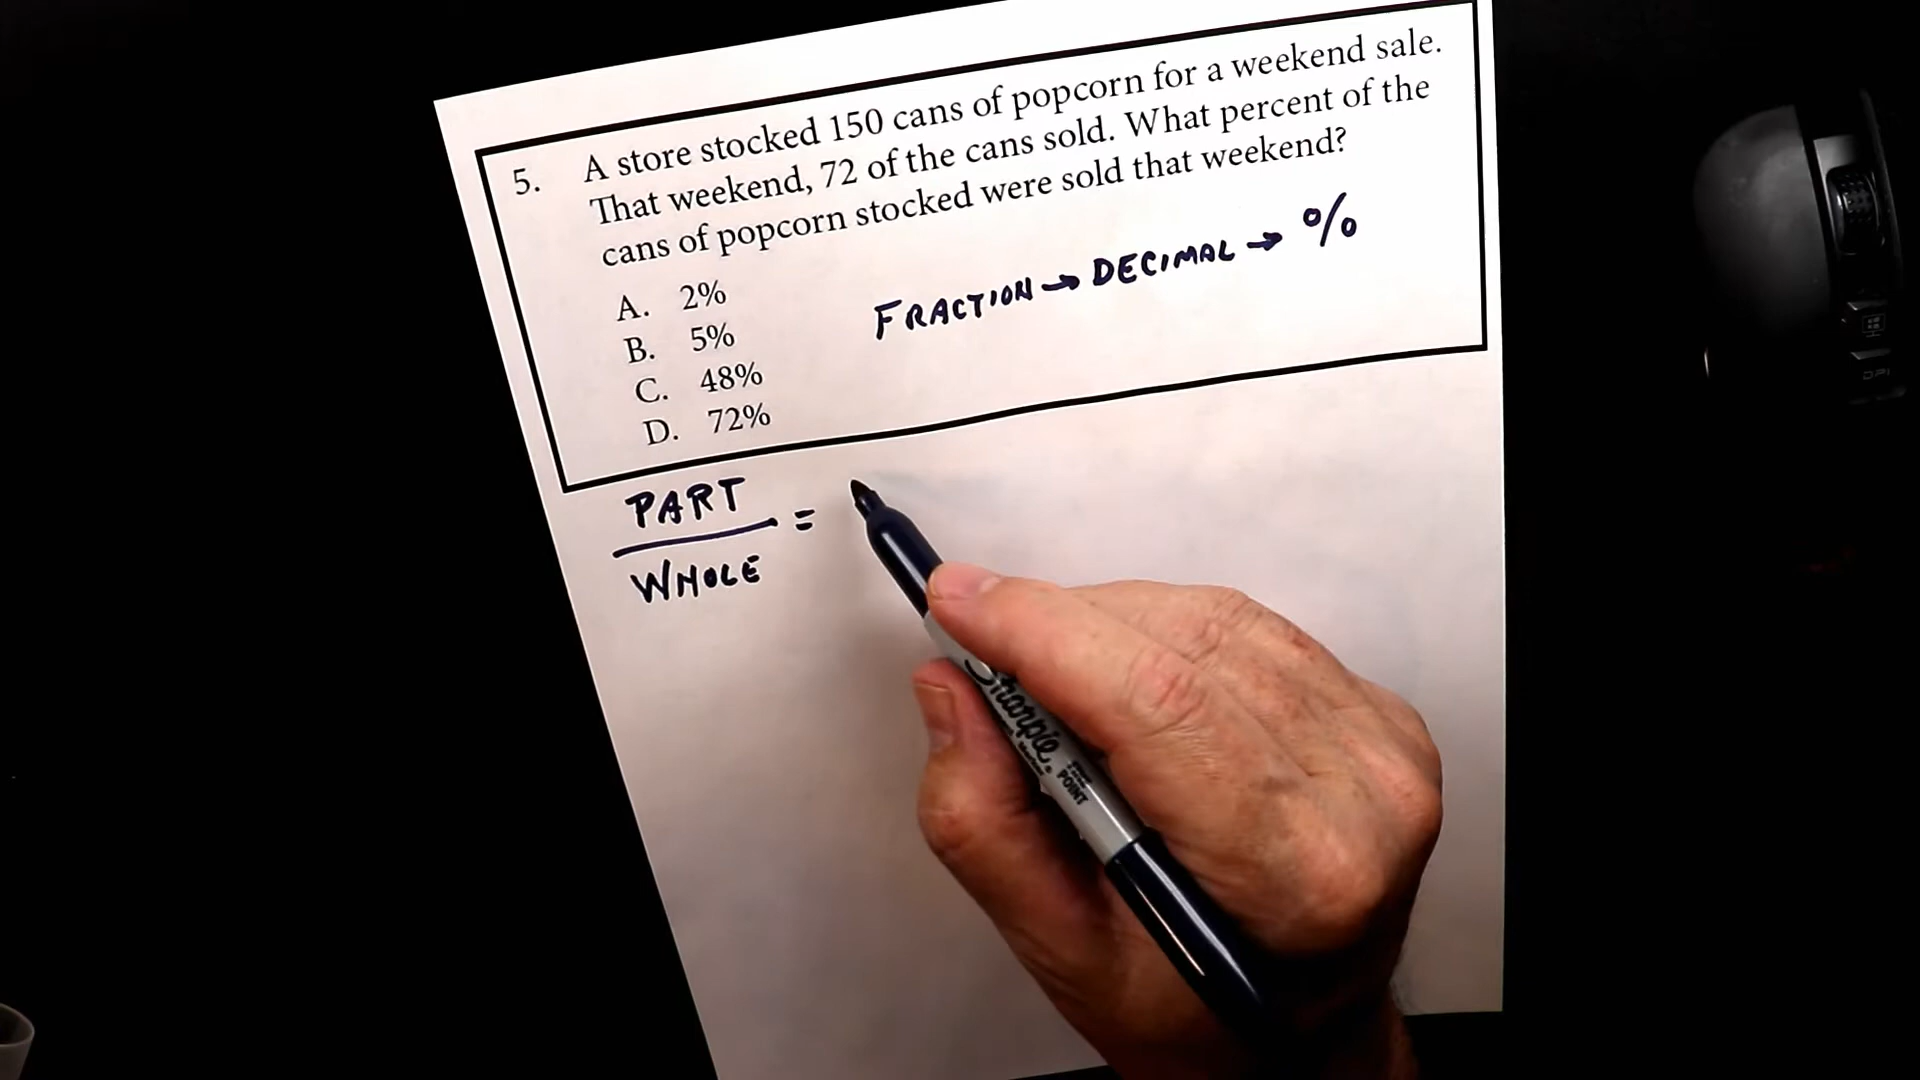 5. A store stocked 150 cans of popcorn for a weekend sale.
That weekend, 72 of the cans sold. What percent of the
cans of popcorn stocked were sold that weekend?
A. 2%
B. 5%
C. 48%
D. 72%
FRACTION → DECIMAL → %
PART
=
WHOLE
Sharpie
POINT
DPI